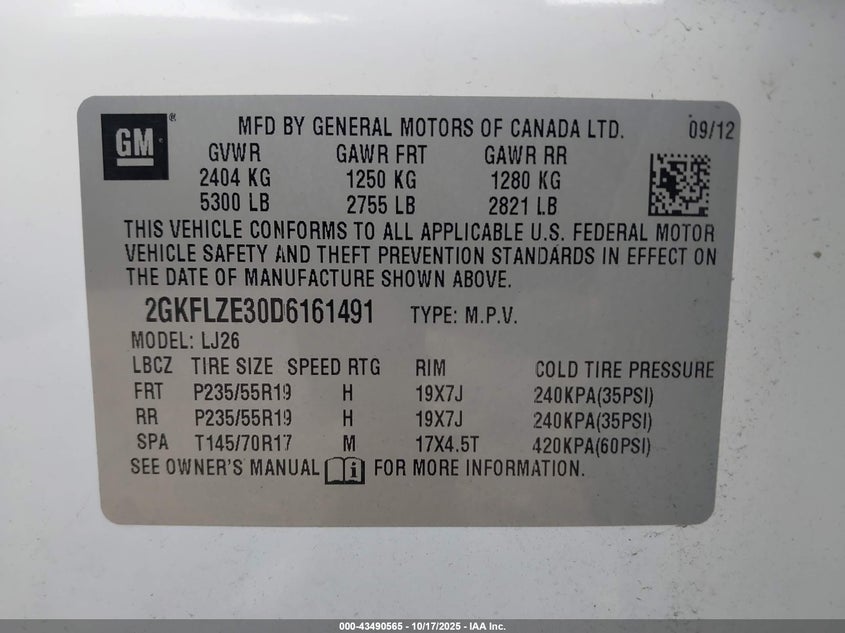 GM ® MFD BY GENERAL MOTORS OF CANADA LTD. 09/12
GVWR GAWR FRT GAWR RR
2404 KG 1250 KG 1280 KG
5300 LB 2755 LB 2821 LB
THIS VEHICLE CONFORMS TO ALL APPLICABLE U.S. FEDERAL MOTOR
VEHICLE SAFETY AND THEFT PREVENTION STANDARDS IN EFFECT ON
THE DATE OF MANUFACTURE SHOWN ABOVE.
2GKFLZE30D6161491 TYPE: M.P.V.
MODEL: LJ26
LBCZ TIRE SIZE SPEED RTG RIM COLD TIRE PRESSURE
FRT P235/55R19 H 19X7J 240KPA(35PSI)
RR P235/55R19 H 19X7J 240KPA(35PSI)
SPA T145/70R17 M 17X4.5T 420KPA(60PSI)
SEE OWNER'S MANUAL i FOR MORE INFORMATION.
000-43490565 - 10/17/2025 - IAA Inc.